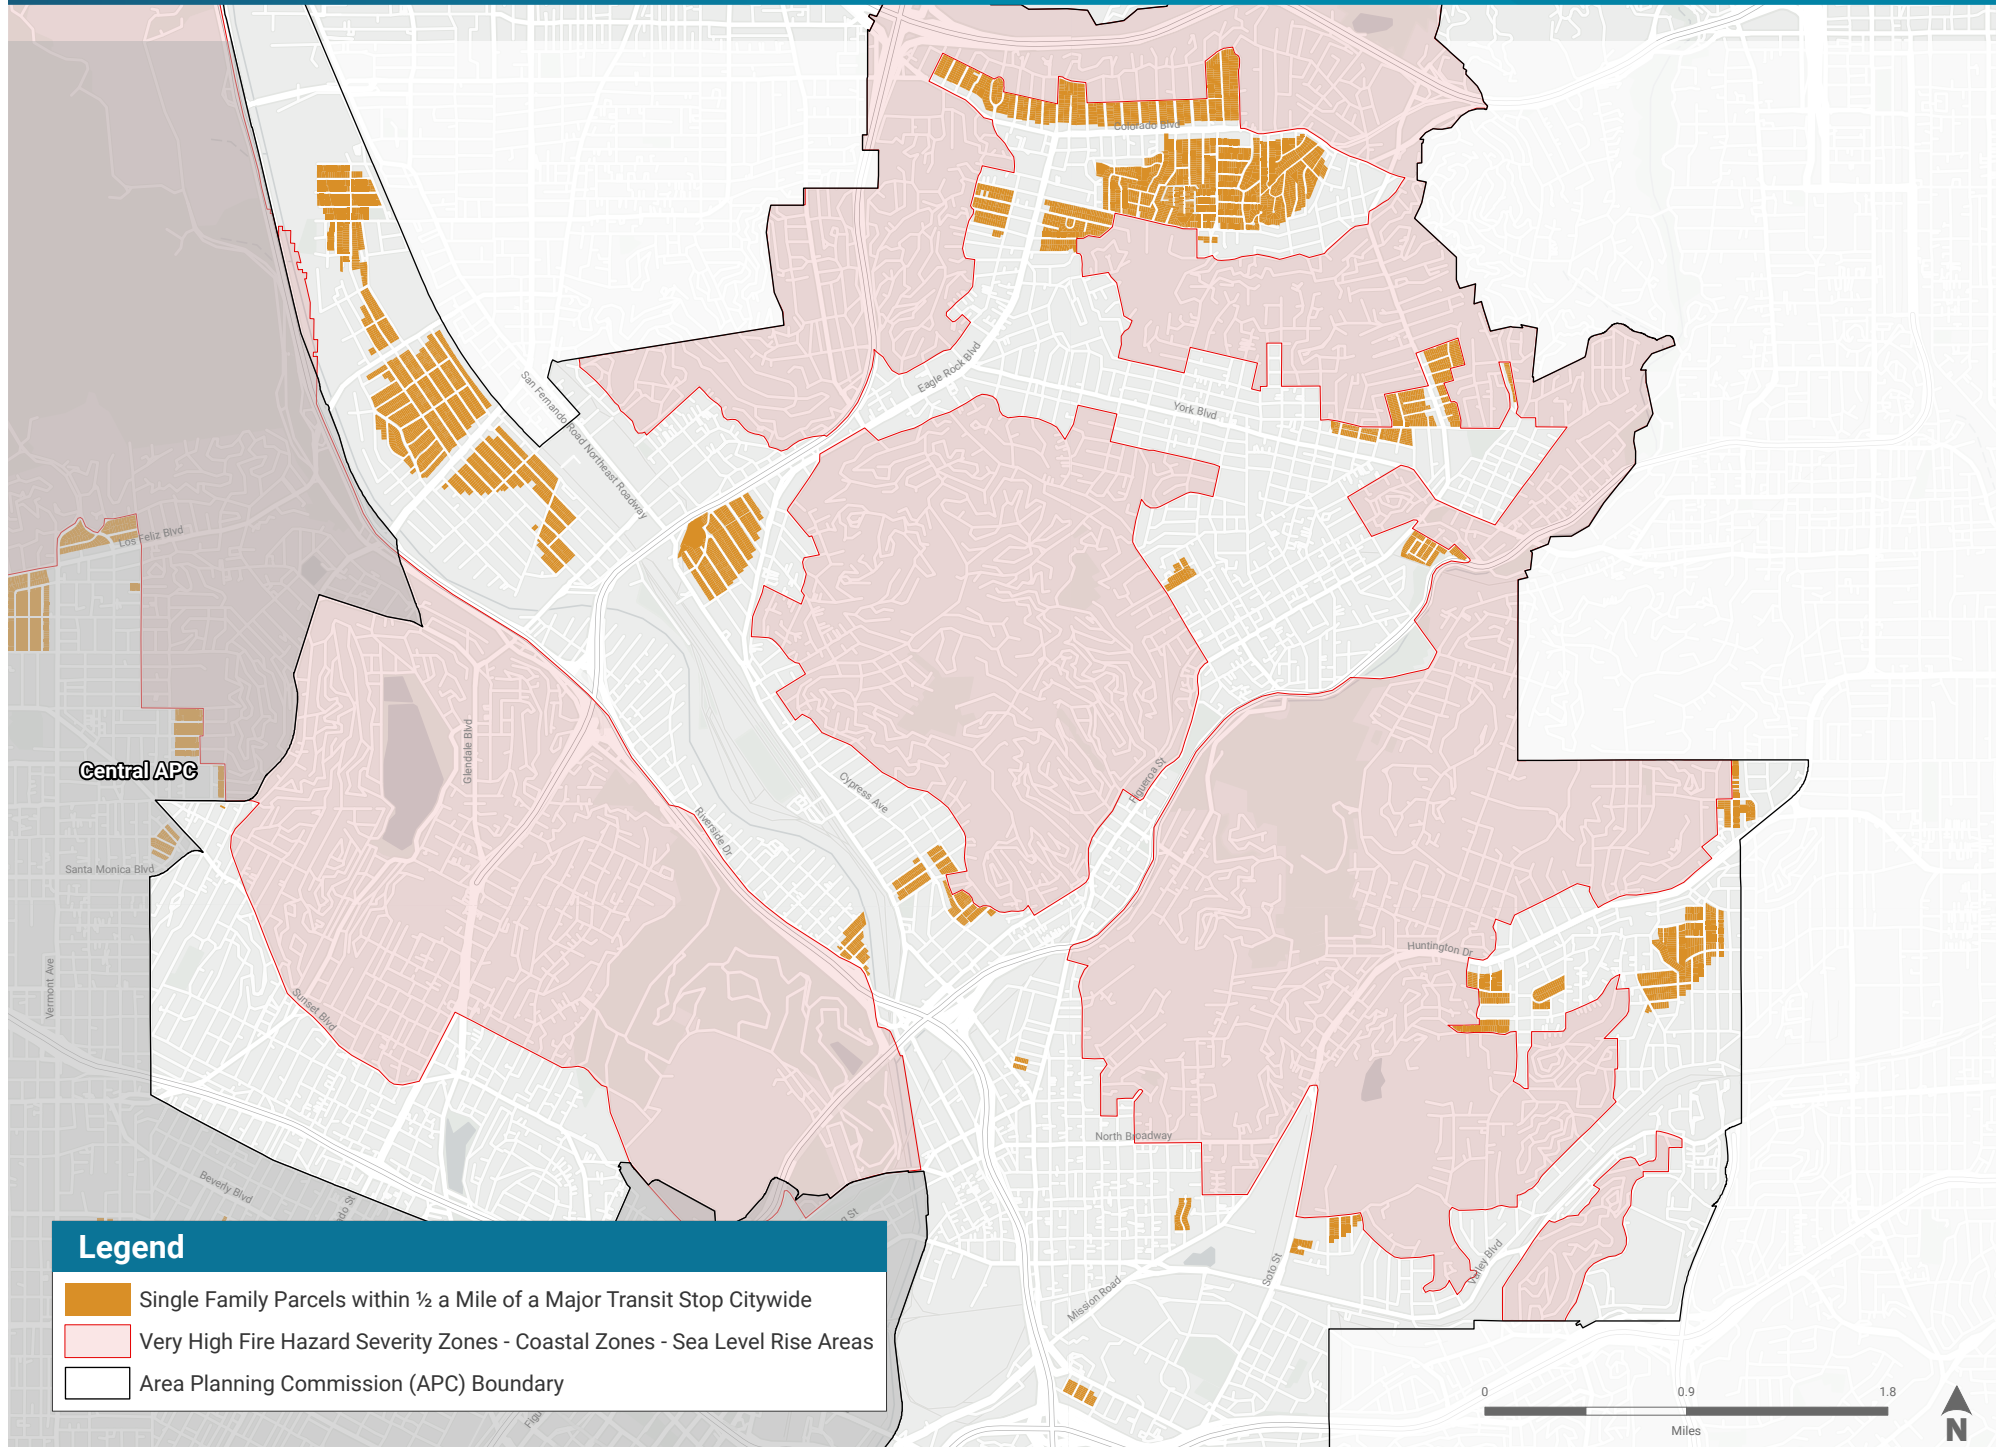 Colorado Blvd
Eagle Rock Blvd
York Blvd
San Fernando Road Northeast Roadway
Los Feliz Blvd
Glendale Blvd
Central APC
Cypress Ave
Figueroa St
Riverside Dr
Santa Monica Blvd
Vermont Ave
Huntington Dr
Sunset Blvd
North Broadway
Beverly Blvd
Soto St
Valley Blvd
Mission Road
Legend
Single Family Parcels within ½ a Mile of a Major Transit Stop Citywide
Very High Fire Hazard Severity Zones - Coastal Zones - Sea Level Rise Areas
Area Planning Commission (APC) Boundary
0 0.9 1.8
Miles
N